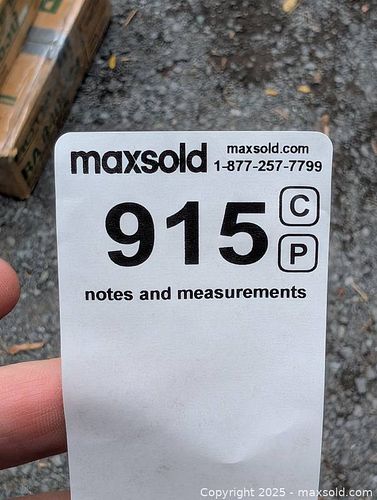 maxsold maxsold.com
1-877-257-7799
915 C
P
notes and measurements
Copyright 2025 - maxsold.com